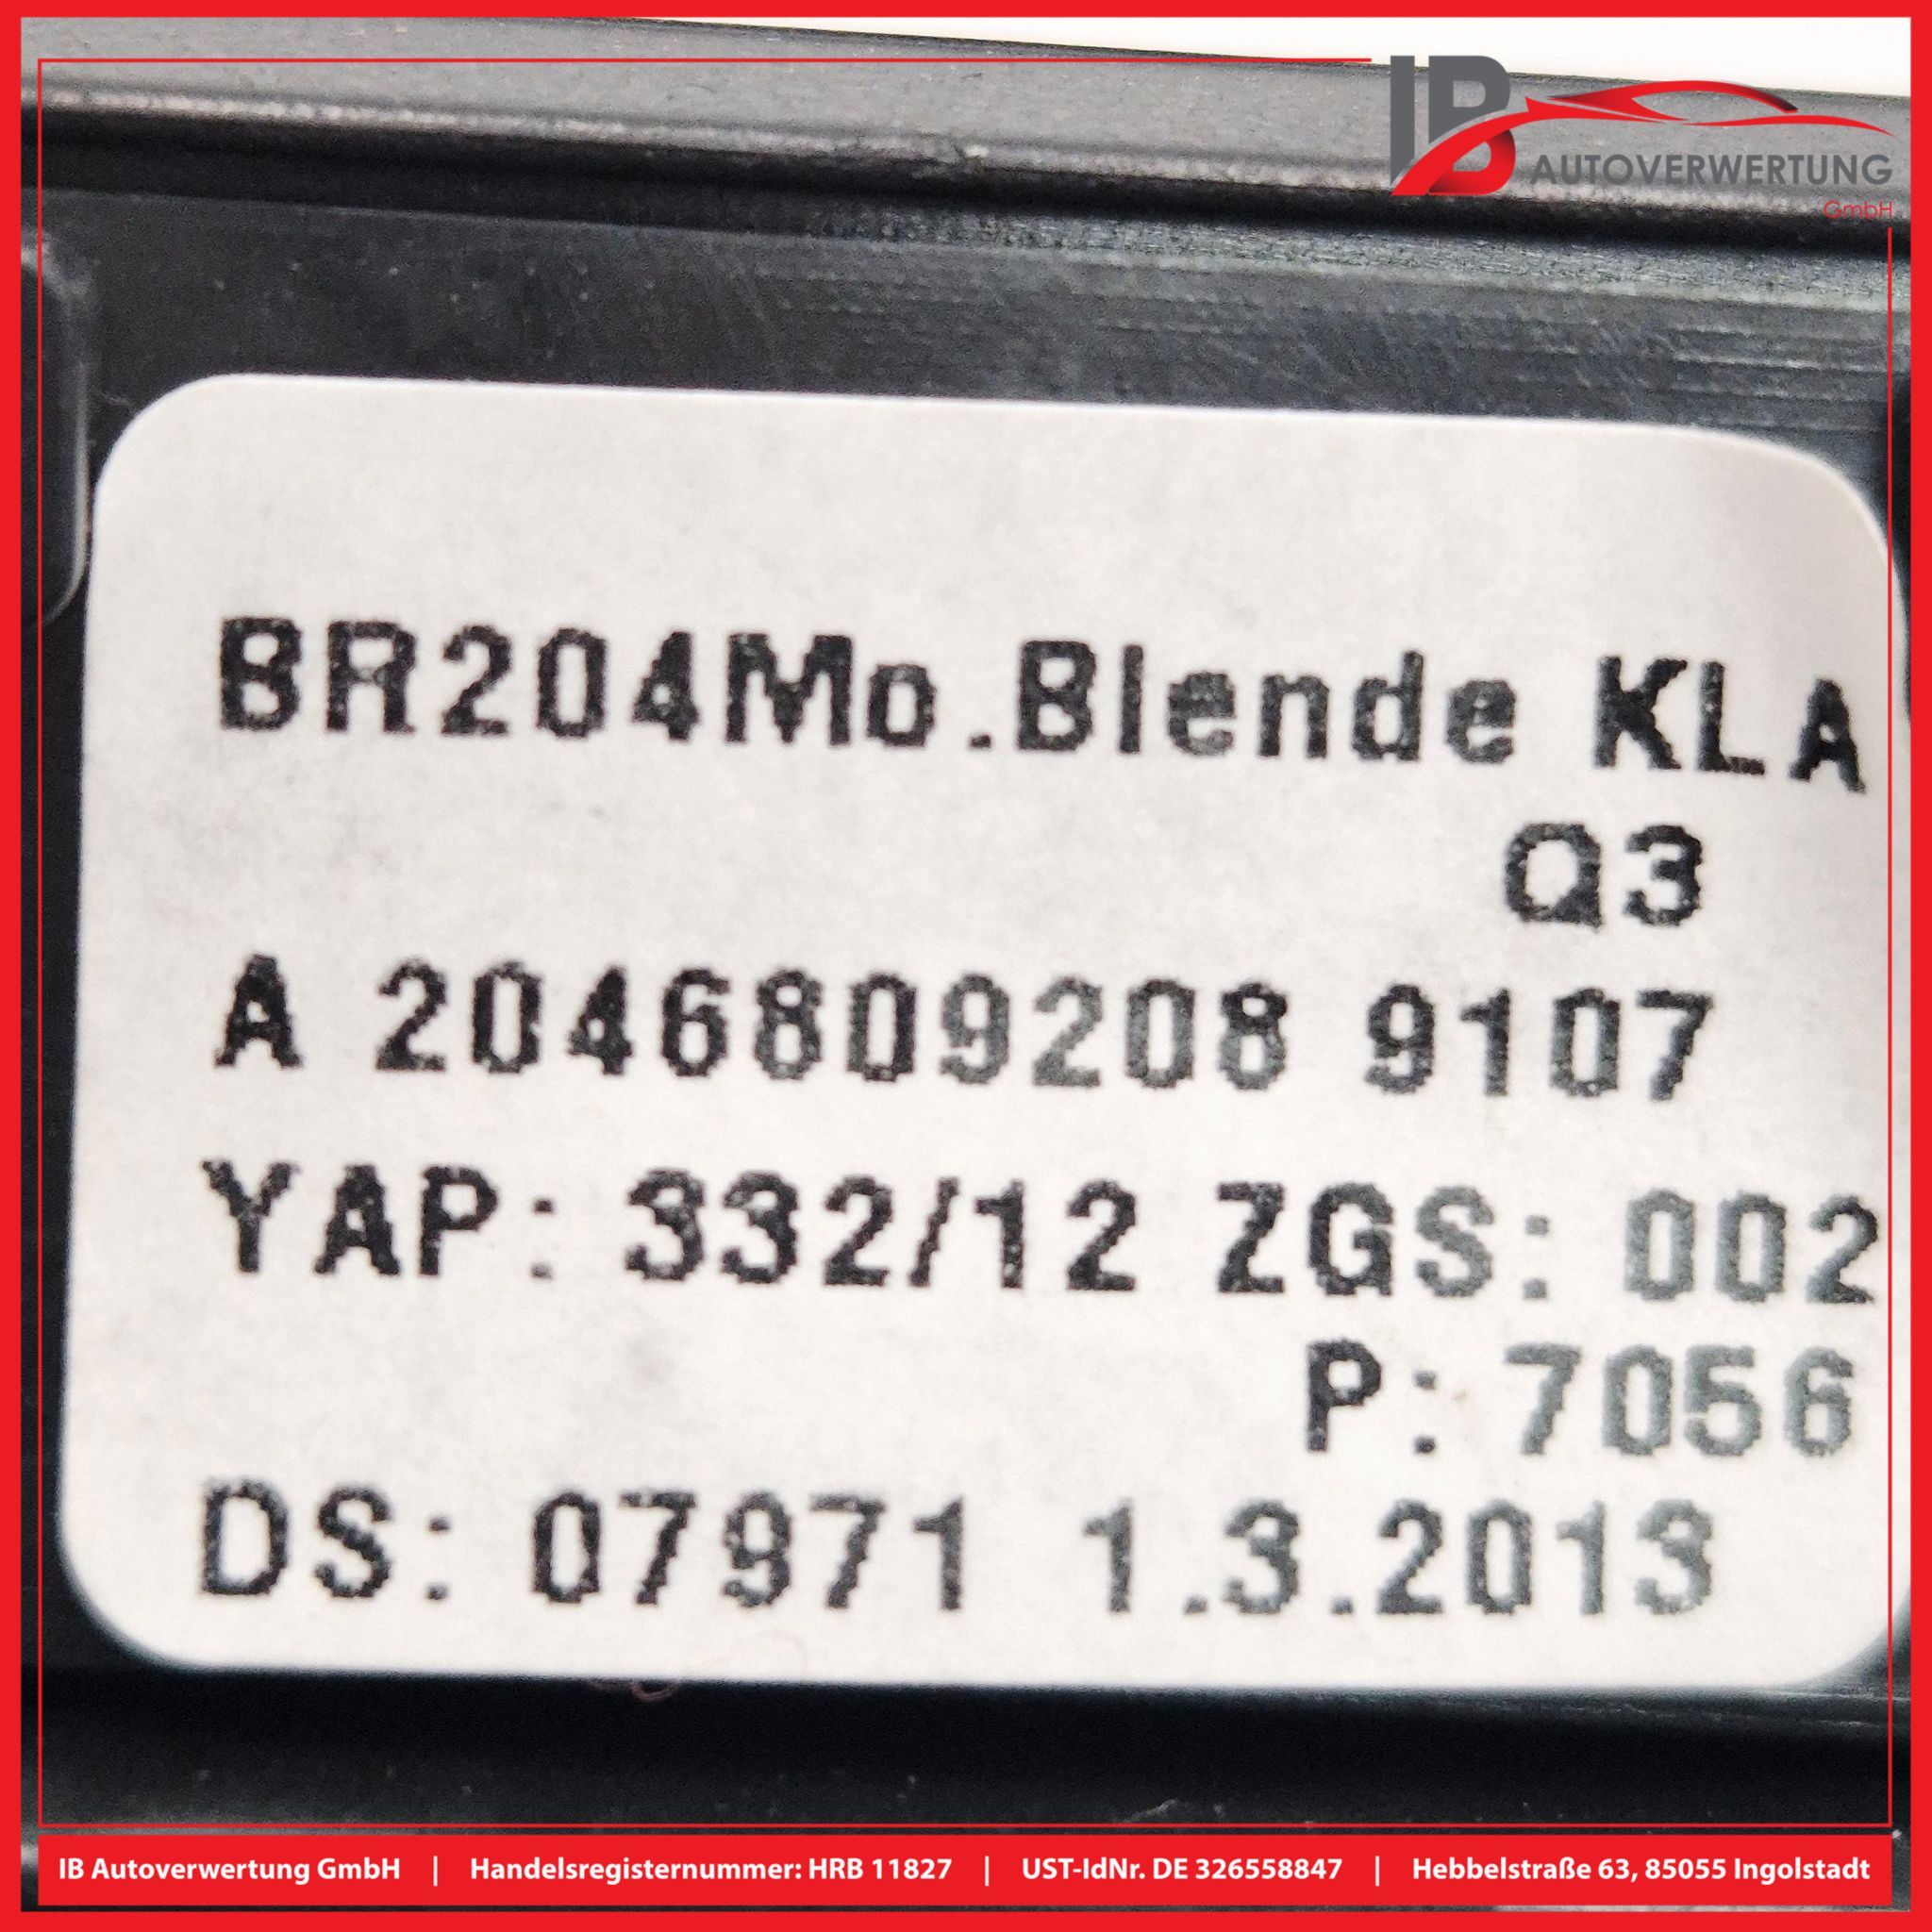 IB
AUTOVERWERTUNG
GmbH
BR204Mo.Blende KLA
Q3
A 2046809208 9107
YAP: 332/12 ZGS: 002
P: 7056
DS: 07971 1.3.2013
IB Autoverwertung GmbH | Handelsregisternummer: HRB 11827 | UST-IdNr. DE 326558847 | Hebbelstraße 63, 85055 Ingolstadt